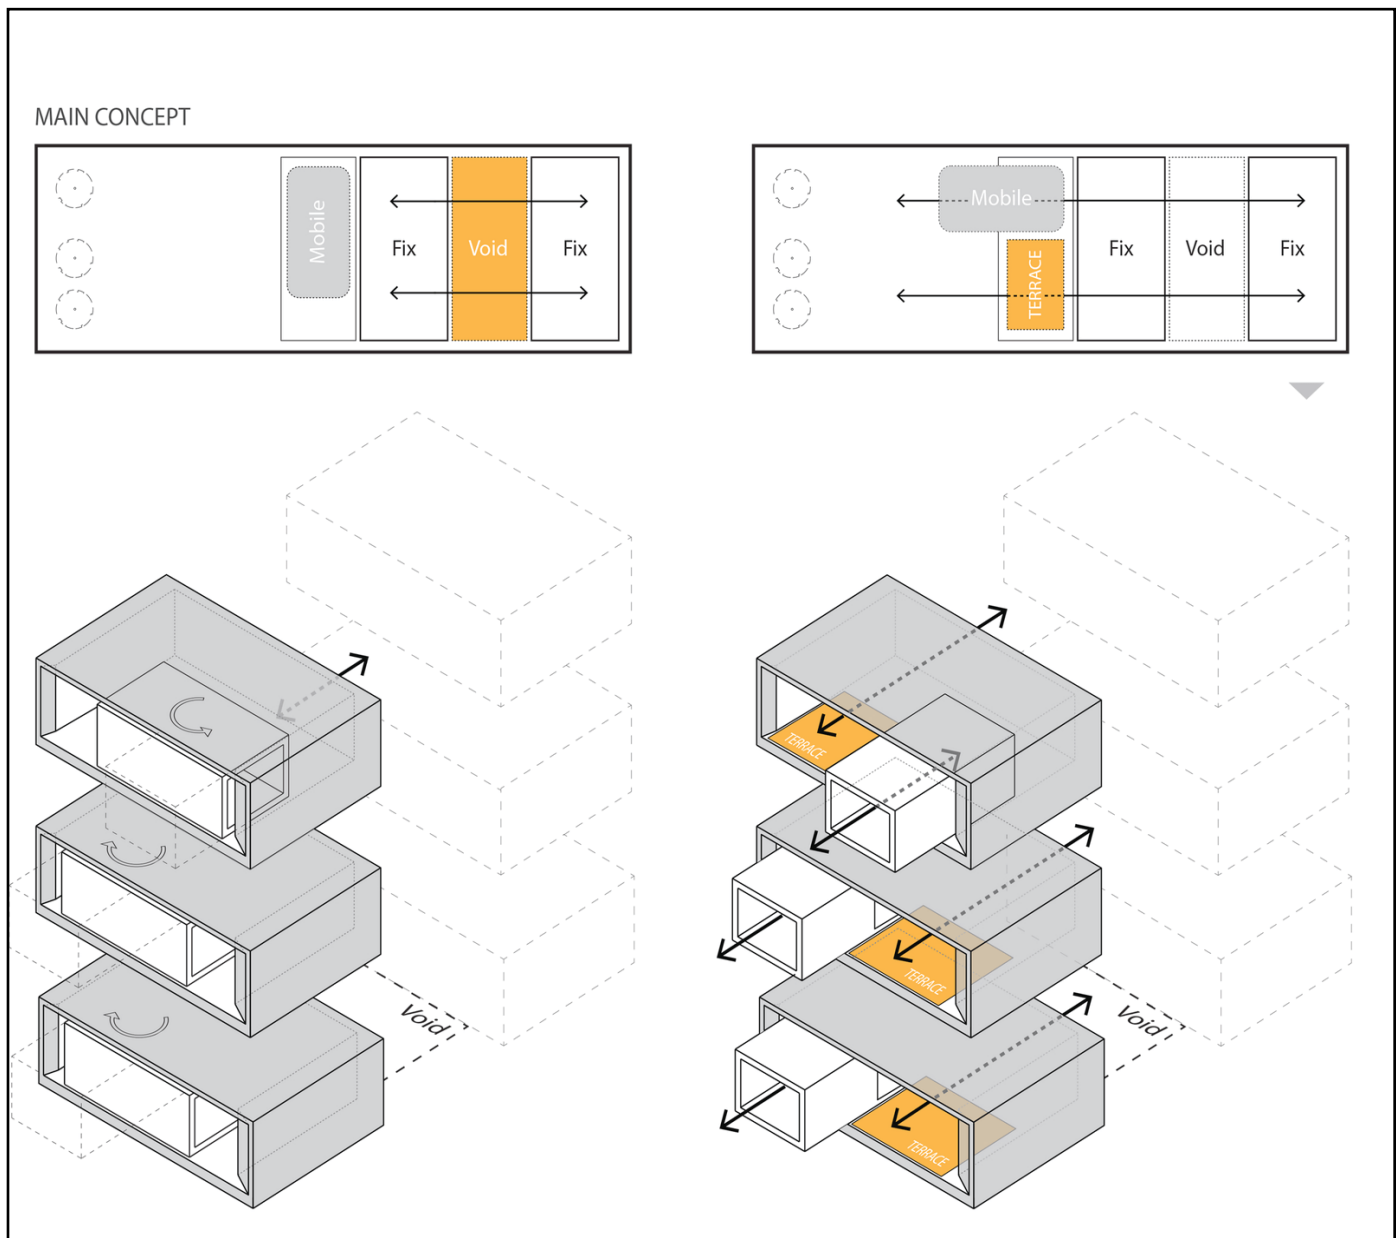 MAIN CONCEPT
Mobile
Fix
Void
Fix
Mobile
TERRACE
Fix
Void
Fix
Void
TERRACE
TERRACE
Void
TERRACE